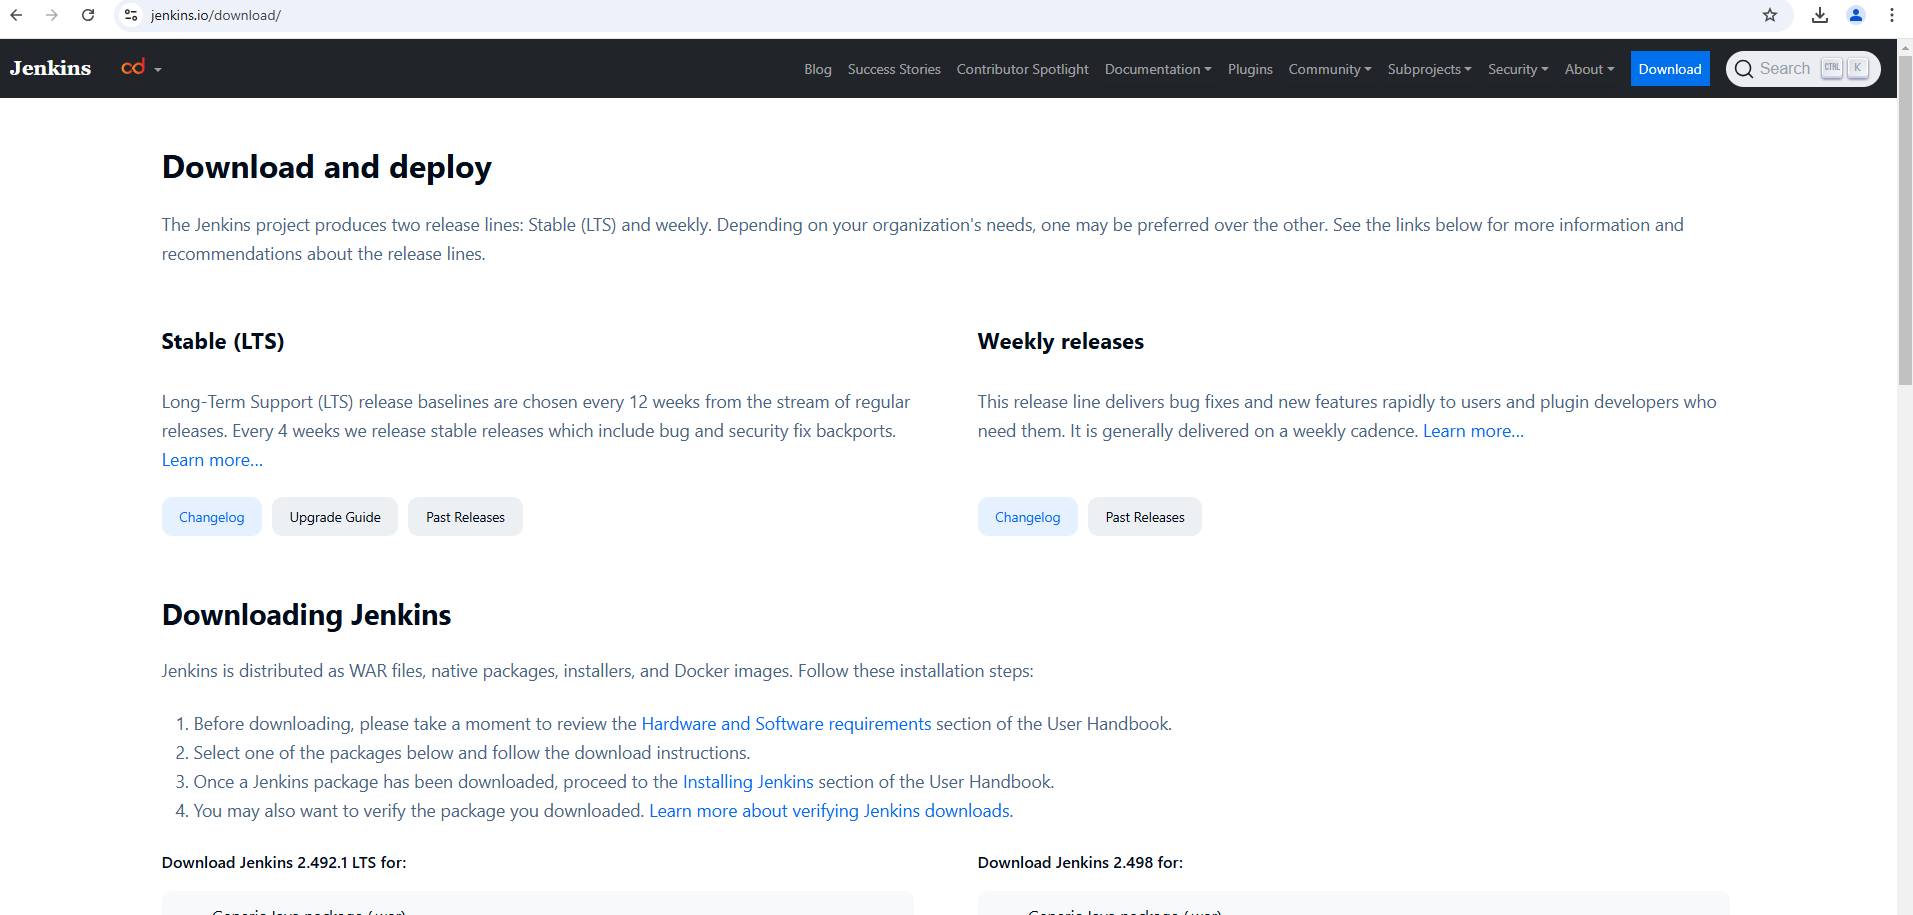 jenkins.io/download/
Jenkins cd Blog Success Stories Contributor Spotlight Documentation Plugins Community Subprojects Security About Download Search CTRL K
Download and deploy
The Jenkins project produces two release lines: Stable (LTS) and weekly. Depending on your organization's needs, one may be preferred over the other. See the links below for more information and
recommendations about the release lines.
Stable (LTS)
Long-Term Support (LTS) release baselines are chosen every 12 weeks from the stream of regular
releases. Every 4 weeks we release stable releases which include bug and security fix backports.
Learn more...
Changelog Upgrade Guide Past Releases
Weekly releases
This release line delivers bug fixes and new features rapidly to users and plugin developers who
need them. It is generally delivered on a weekly cadence. Learn more...
Changelog Past Releases
Downloading Jenkins
Jenkins is distributed as WAR files, native packages, installers, and Docker images. Follow these installation steps:
1. Before downloading, please take a moment to review the Hardware and Software requirements section of the User Handbook.
2. Select one of the packages below and follow the download instructions.
3. Once a Jenkins package has been downloaded, proceed to the Installing Jenkins section of the User Handbook.
4. You may also want to verify the package you downloaded. Learn more about verifying Jenkins downloads.
Download Jenkins 2.492.1 LTS for:
Generic Java package (.war)
Download Jenkins 2.498 for:
Generic Java package (.war)